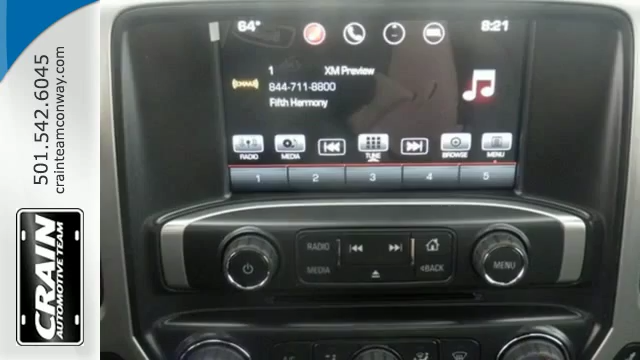 501.542.6045
crainteamconway.com
CRAIN
AUTOMOTIVE TEAM
64°
8:21
1 XM Preview
844-711-8800
Fifth Harmony
RADIO MEDIA TUNE BROWSE MENU
1 2 3 4 5
RADIO
MEDIA
<BACK
MENU